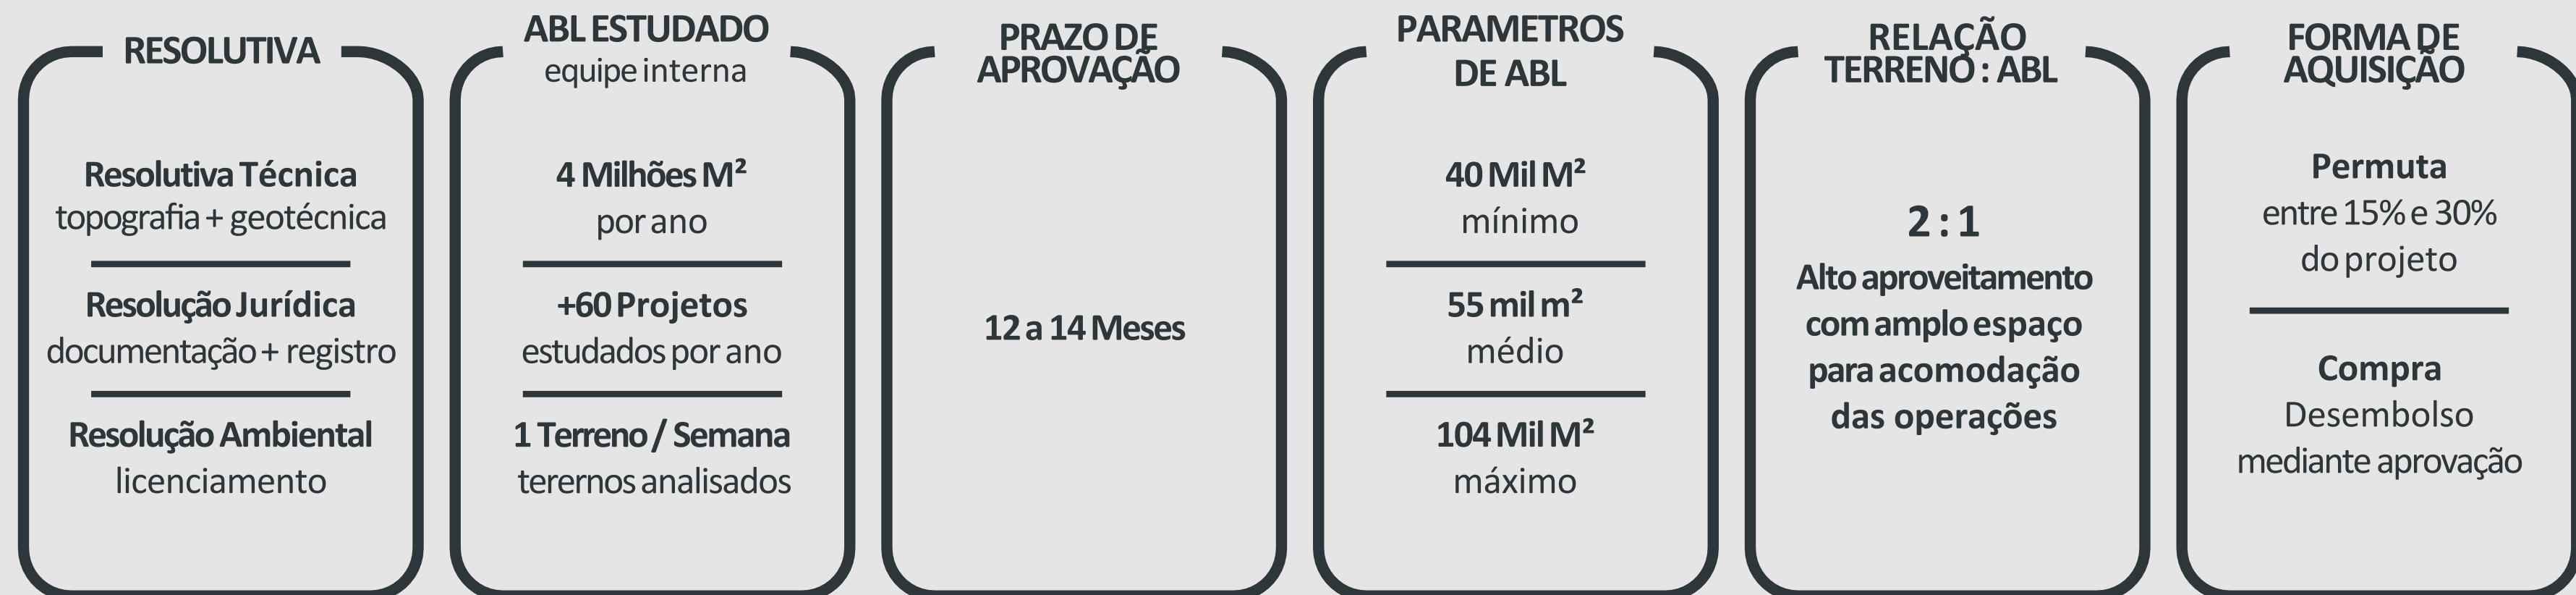 RESOLUTIVA
Resolutiva Técnica
topografia + geotécnica
Resolução Jurídica
documentação + registro
Resolução Ambiental
licenciamento
ABL ESTUDADO
equipe interna
4 Milhões M²
por ano
+60 Projetos
estudados por ano
1 Terreno / Semana
terernos analisados
PRAZO DE
APROVAÇÃO
12 a 14 Meses
PARAMETROS
DE ABL
40 Mil M²
mínimo
55 mil m²
médio
104 Mil M²
máximo
RELAÇÃO
TERRENO : ABL
2 : 1
Alto aproveitamento
com amplo espaço
para acomodação
das operações
FORMA DE
AQUISIÇÃO
Permuta
entre 15% e 30%
do projeto
Compra
Desembolso
mediante aprovação